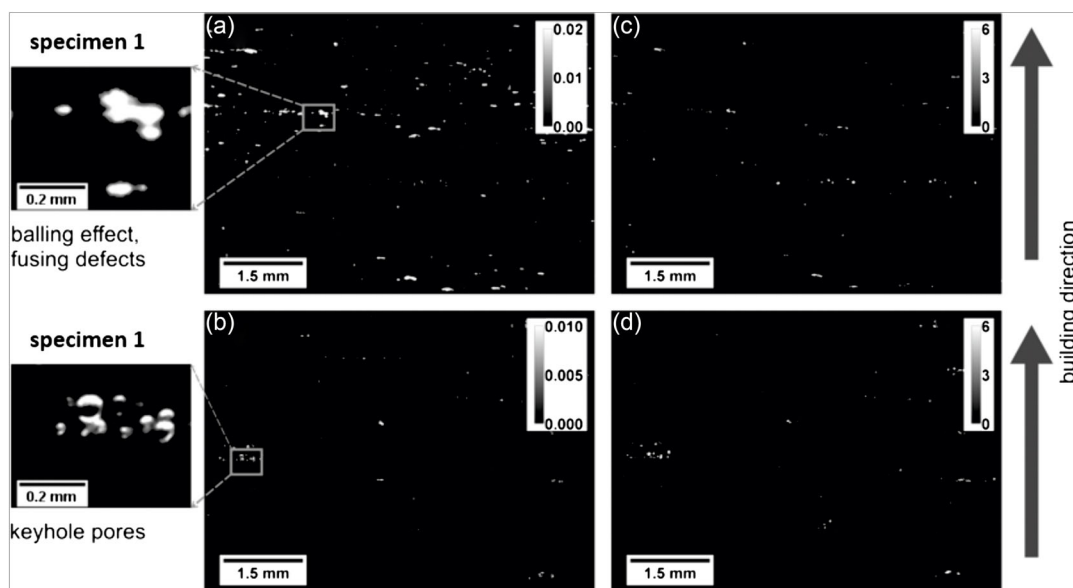 specimen 1
0.2 mm
balling effect,
fusing defects
(a)
0.02
0.01
0.00
1.5 mm
(c)
6
3
0
1.5 mm
specimen 1
0.2 mm
keyhole pores
(b)
0.010
0.005
0.000
1.5 mm
(d)
6
3
0
1.5 mm
building direction